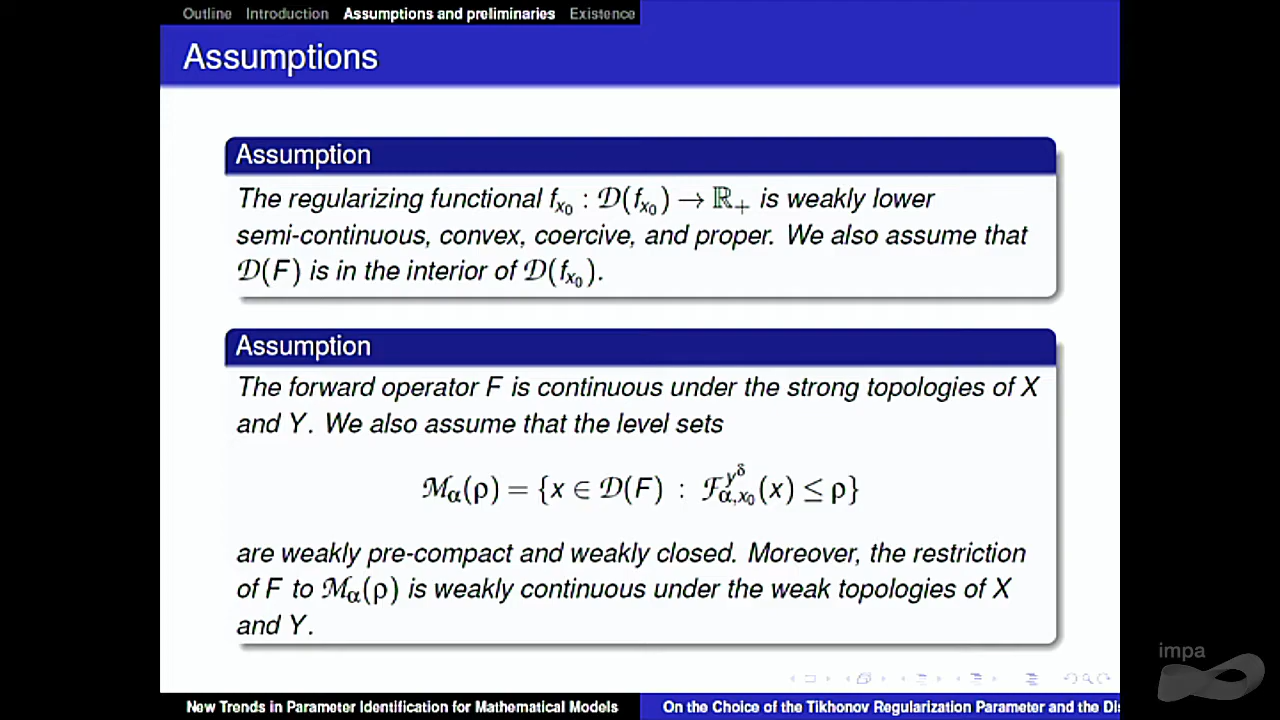 Outline Introduction Assumptions and preliminaries Existence
Assumptions
Assumption
The regularizing functional f_{x_0} : 𝒟(f_{x_0}) → ℝ_+ is weakly lower
semi-continuous, convex, coercive, and proper. We also assume that
𝒟(F) is in the interior of 𝒟(f_{x_0}).
Assumption
The forward operator F is continuous under the strong topologies of X
and Y. We also assume that the level sets
ℳ_α(ρ) = {x ∈ 𝒟(F) : ℱ^{y^δ}_{α,x_0}(x) ≤ ρ}
are weakly pre-compact and weakly closed. Moreover, the restriction
of F to ℳ_α(ρ) is weakly continuous under the weak topologies of X
and Y.
impa
New Trends in Parameter Identification for Mathematical Models On the Choice of the Tikhonov Regularization Parameter and the Dis